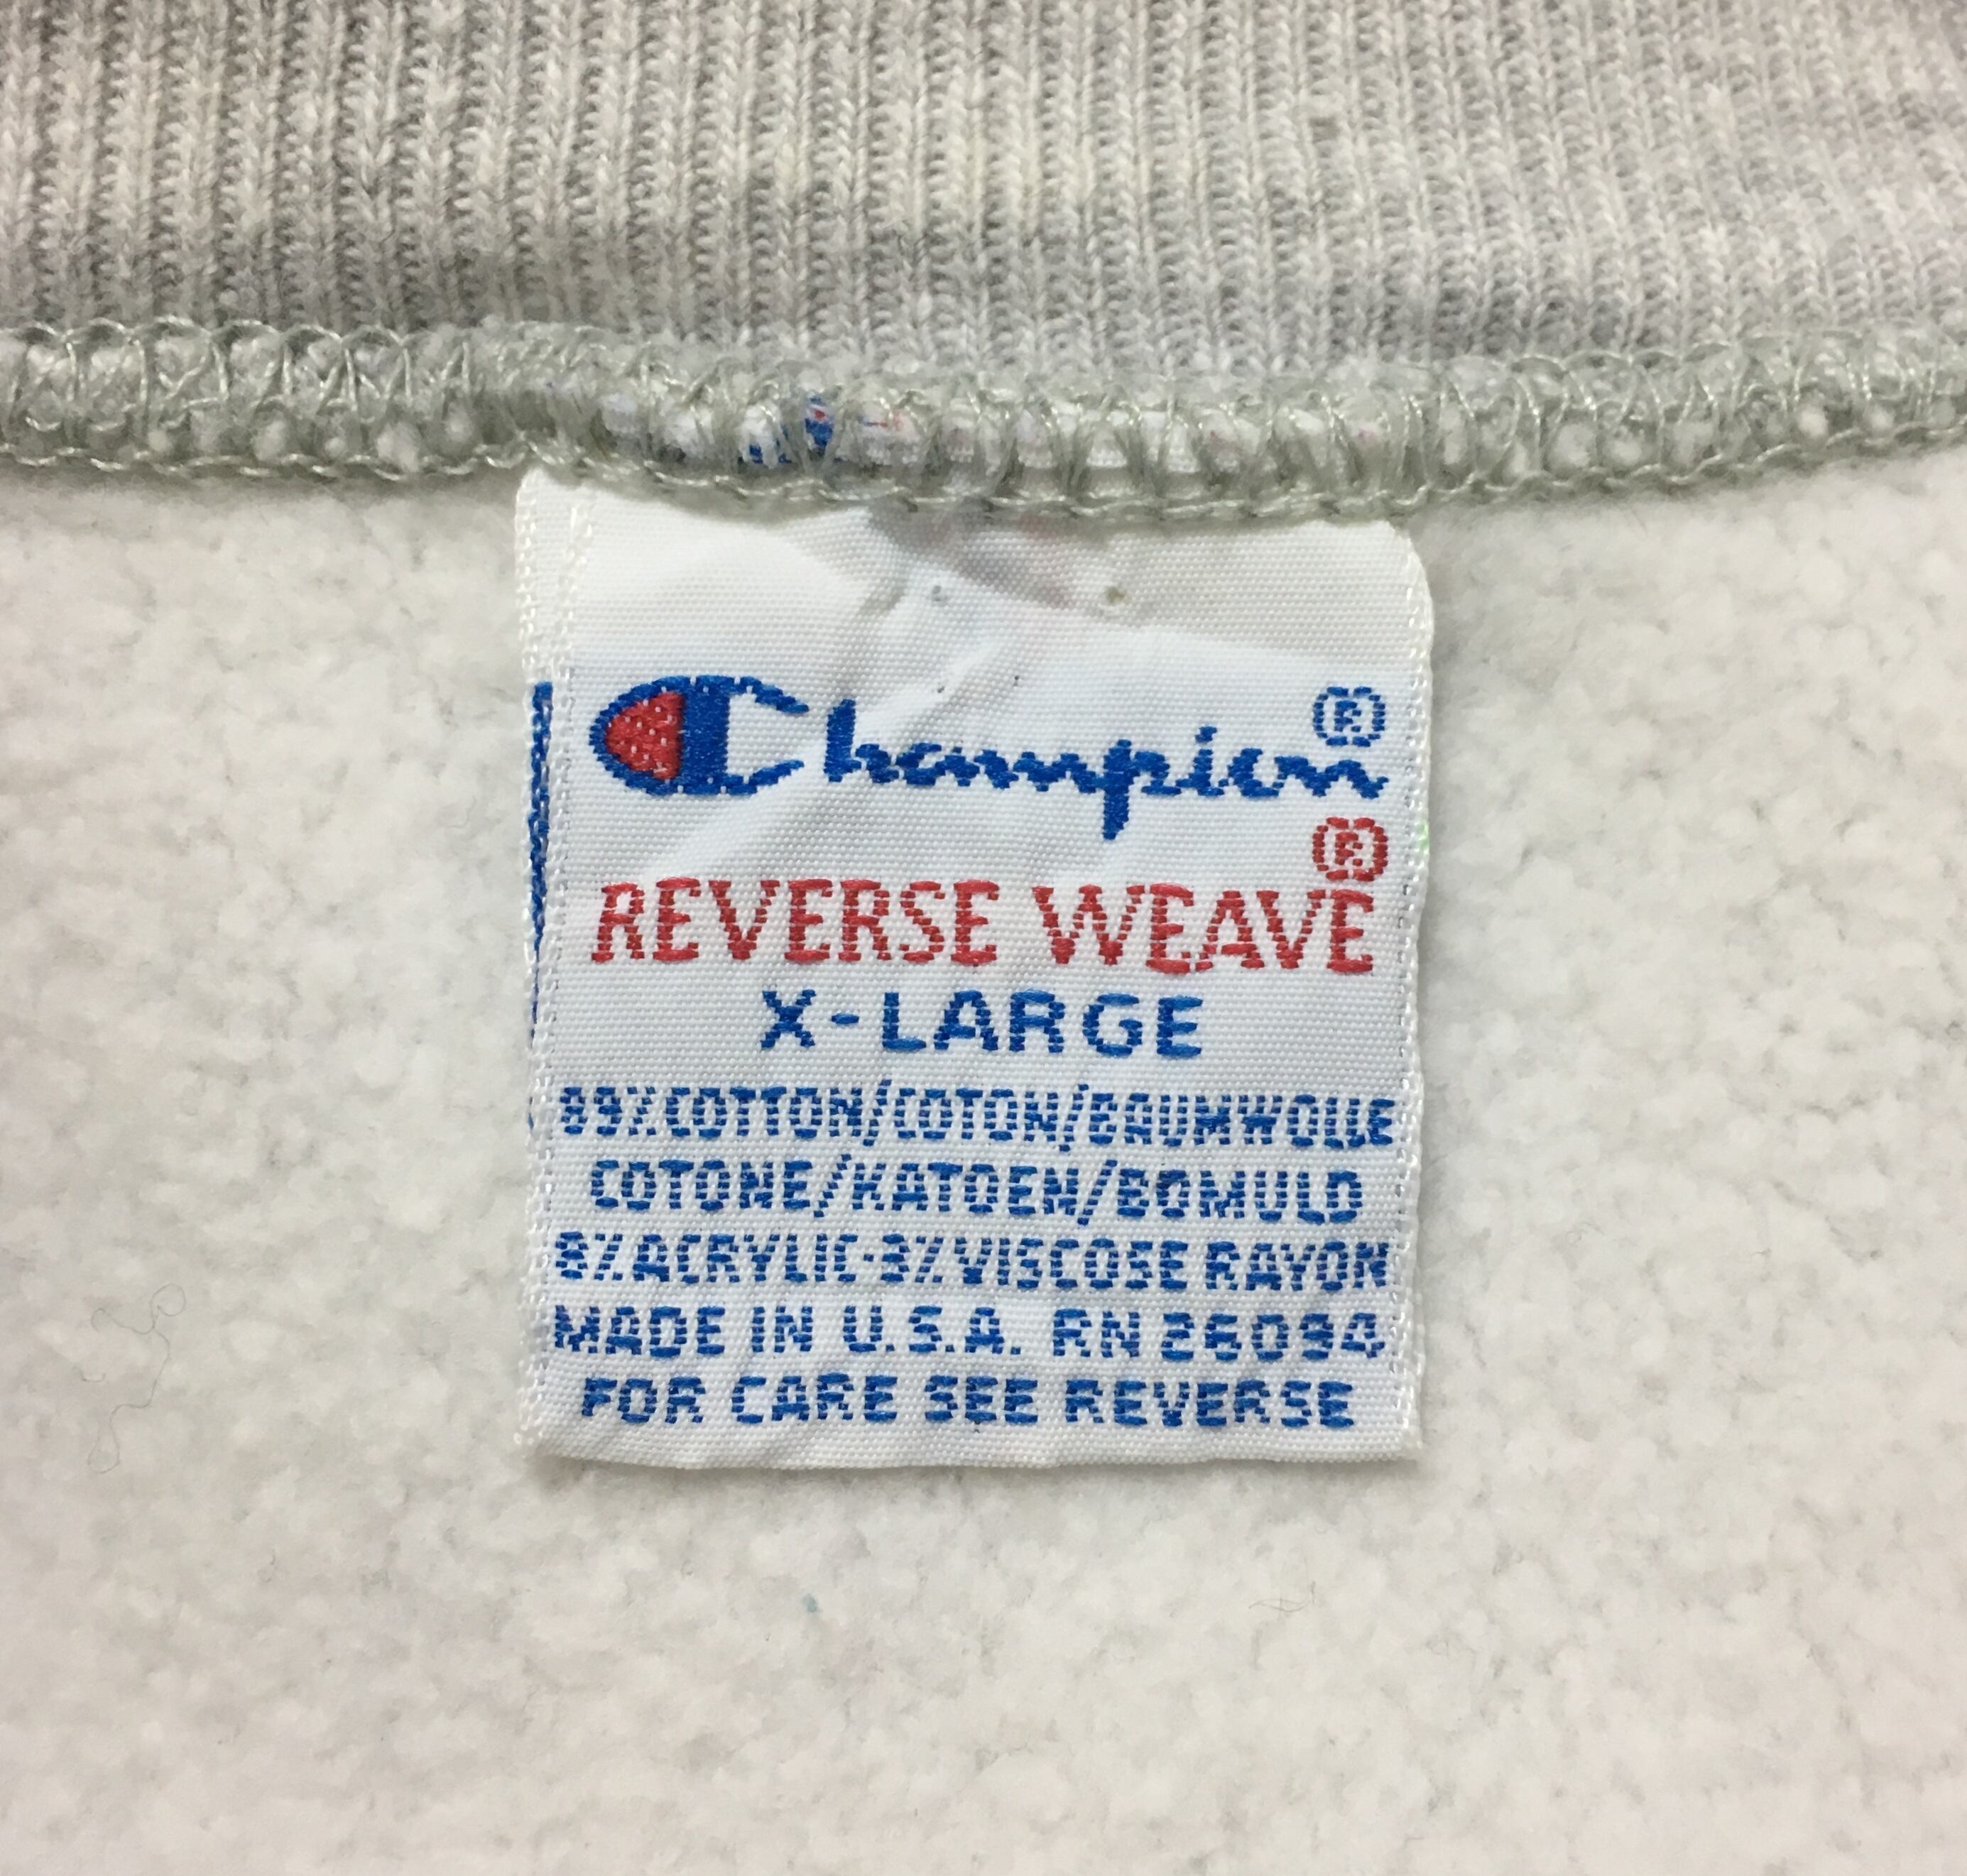 Champion®
REVERSE WEAVE®
X-LARGE
89% COTTON/COTON/BAUMWOLLE
COTONE/KATOEN/BOMULD
8% ACRYLIC-3% VISCOSE RAYON
MADE IN U.S.A. RN 26094
FOR CARE SEE REVERSE